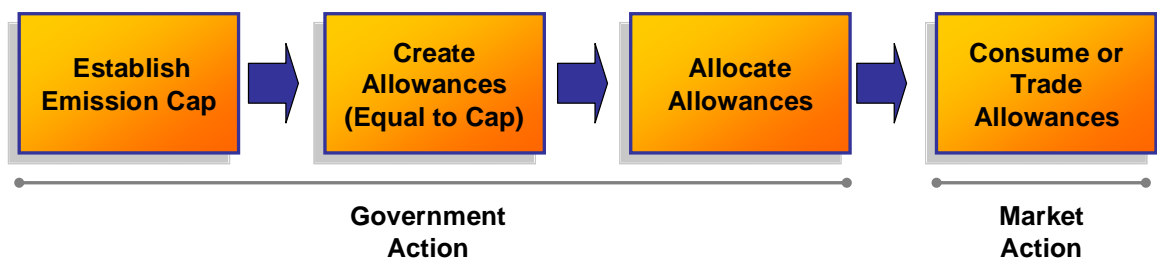 Establish
Emission Cap
Create
Allowances
(Equal to Cap)
Allocate
Allowances
Consume or
Trade
Allowances
Government
Action
Market
Action